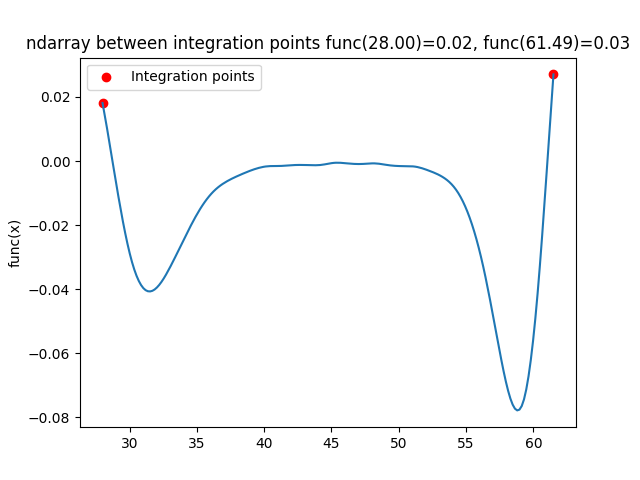 ndarray between integration points func(28.00)=0.02, func(61.49)=0.03
Integration points
func(x)
0.02
0.00
−0.02
−0.04
−0.06
−0.08
30 35 40 45 50 55 60